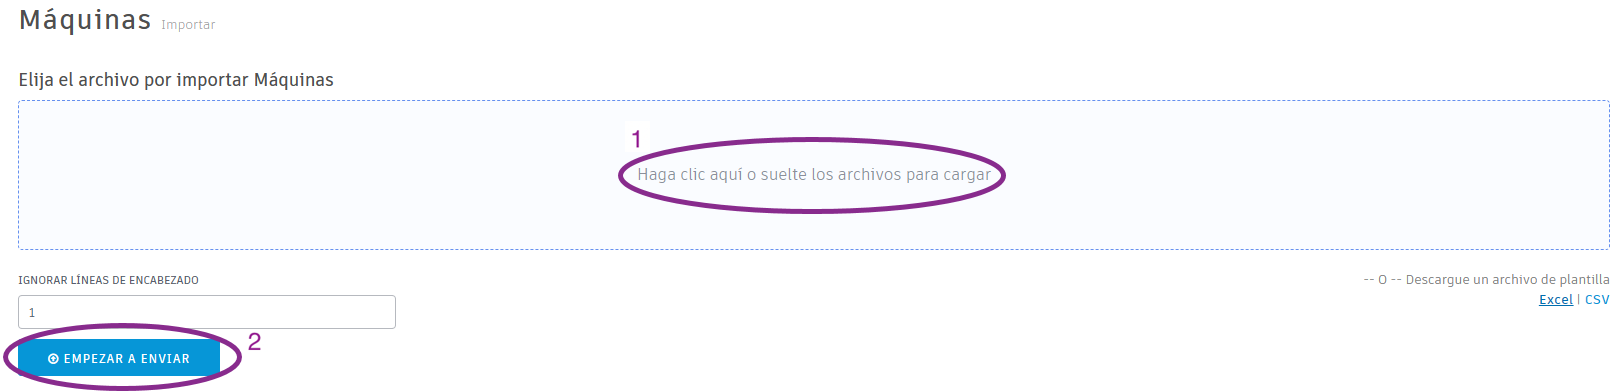 Máquinas Importar
Elija el archivo por importar Máquinas
1
Haga clic aquí o suelte los archivos para cargar
IGNORAR LÍNEAS DE ENCABEZADO
-- O -- Descargue un archivo de plantilla
Excel | CSV
1
2
EMPEZAR A ENVIAR